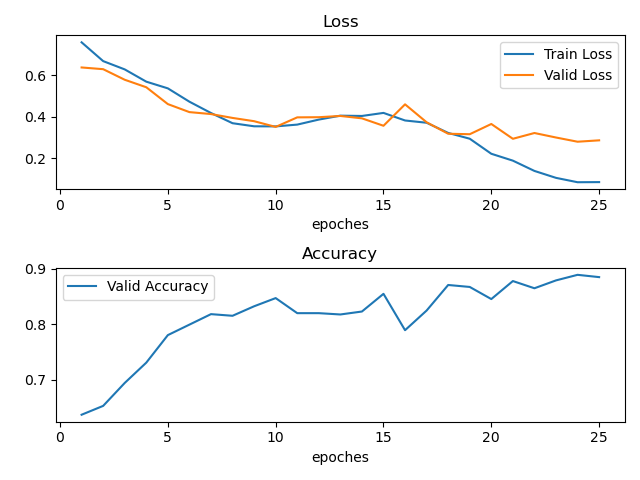 Loss
Train Loss
Valid Loss
0.6
0.4
0.2
0 5 10 15 20 25
epoches
Accuracy
Valid Accuracy
0.9
0.8
0.7
0 5 10 15 20 25
epoches